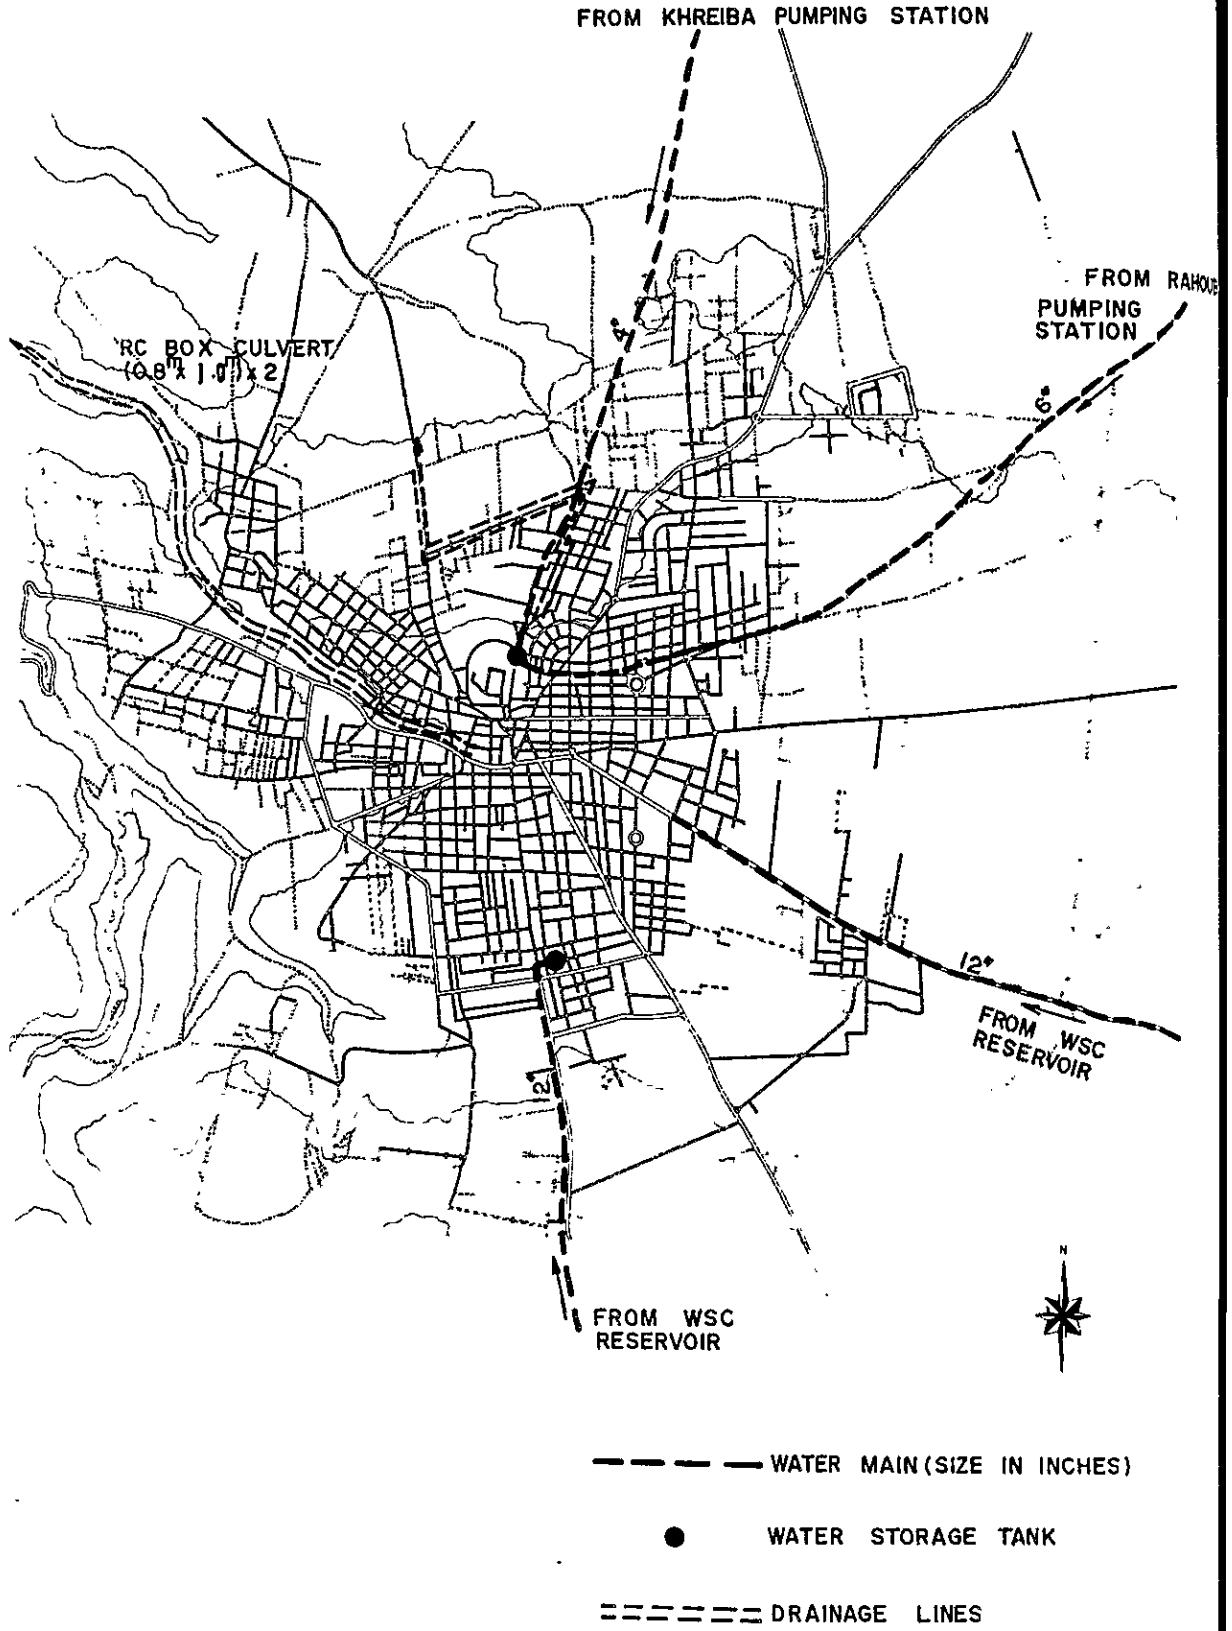 FROM KHREIBA PUMPING STATION
PUMPING
STATION
FROM
RC BOX CULVERT
(0.8m x 1.0m) x 2
4"
6"
12"
FROM WSC
RESERVOIR
12"
FROM WSC
RESERVOIR
N
WATER MAIN (SIZE IN INCHES)
WATER STORAGE TANK
DRAINAGE LINES